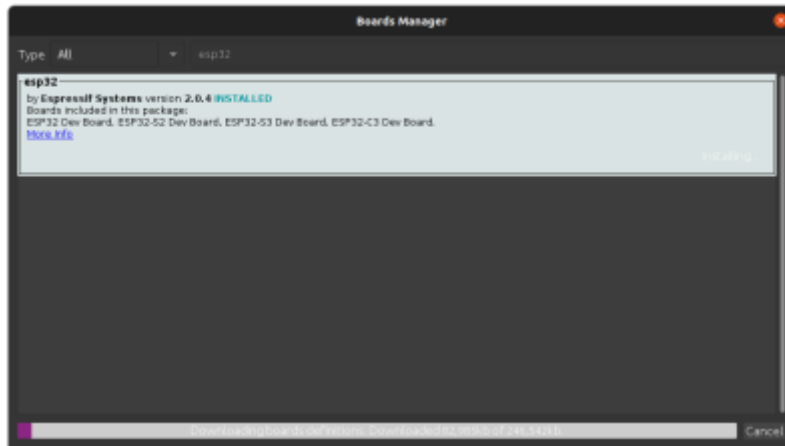 Boards Manager
Type All esp32
esp32
by Espressif Systems version 2.0.4 INSTALLED
Boards included in this package:
ESP32 Dev Board, ESP32-S2 Dev Board, ESP32-S3 Dev Board, ESP32-C3 Dev Board.
More Info
Installing...
Downloading boards definitions. Downloaded of Cancel